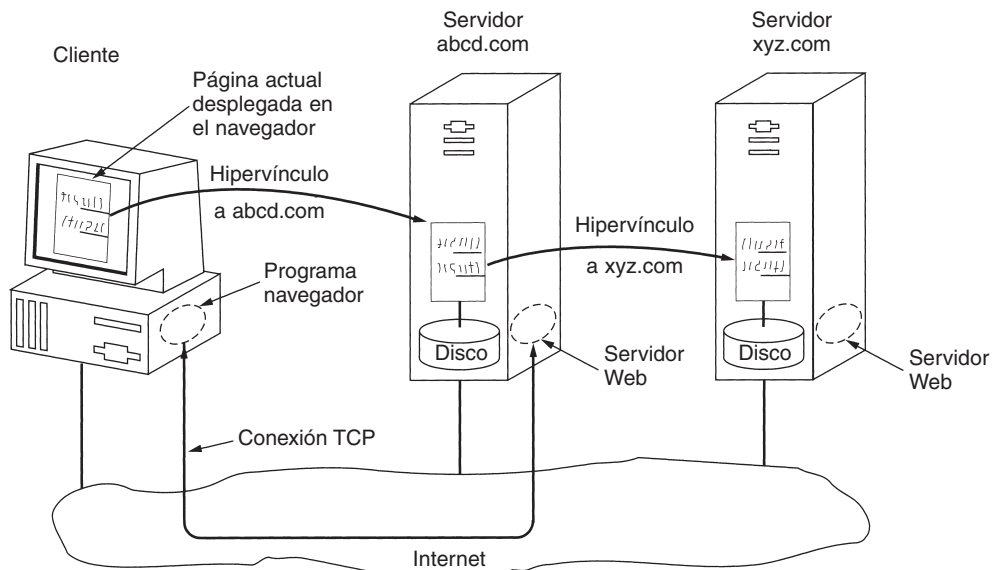 Cliente
Servidor
abcd.com
Servidor
xyz.com
Página actual
desplegada en
el navegador
Hipervínculo
a abcd.com
Hipervínculo
a xyz.com
Programa
navegador
Disco
Servidor
Web
Disco
Servidor
Web
Conexión TCP
Internet